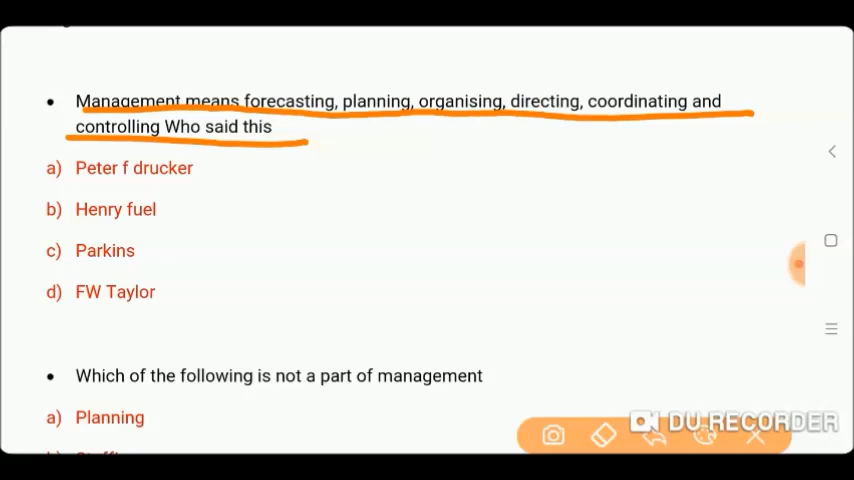 • Management means forecasting, planning, organising, directing, coordinating and
controlling Who said this
a) Peter f drucker
b) Henry fuel
c) Parkins
d) FW Taylor
• Which of the following is not a part of management
a) Planning
DU RECORDER